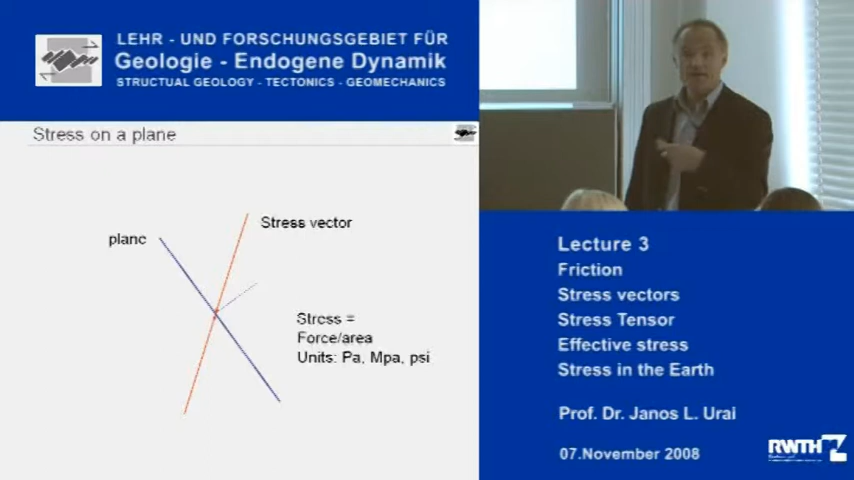 LEHR - UND FORSCHUNGSGEBIET FÜR
Geologie - Endogene Dynamik
STRUCTUAL GEOLOGY - TECTONICS - GEOMECHANICS
Stress on a plane
Stress vector
plane
Stress =
Force/area
Units: Pa, Mpa, psi
Lecture 3
Friction
Stress vectors
Stress Tensor
Effective stress
Stress in the Earth
Prof. Dr. Janos L. Urai
07.November 2008
RWTH